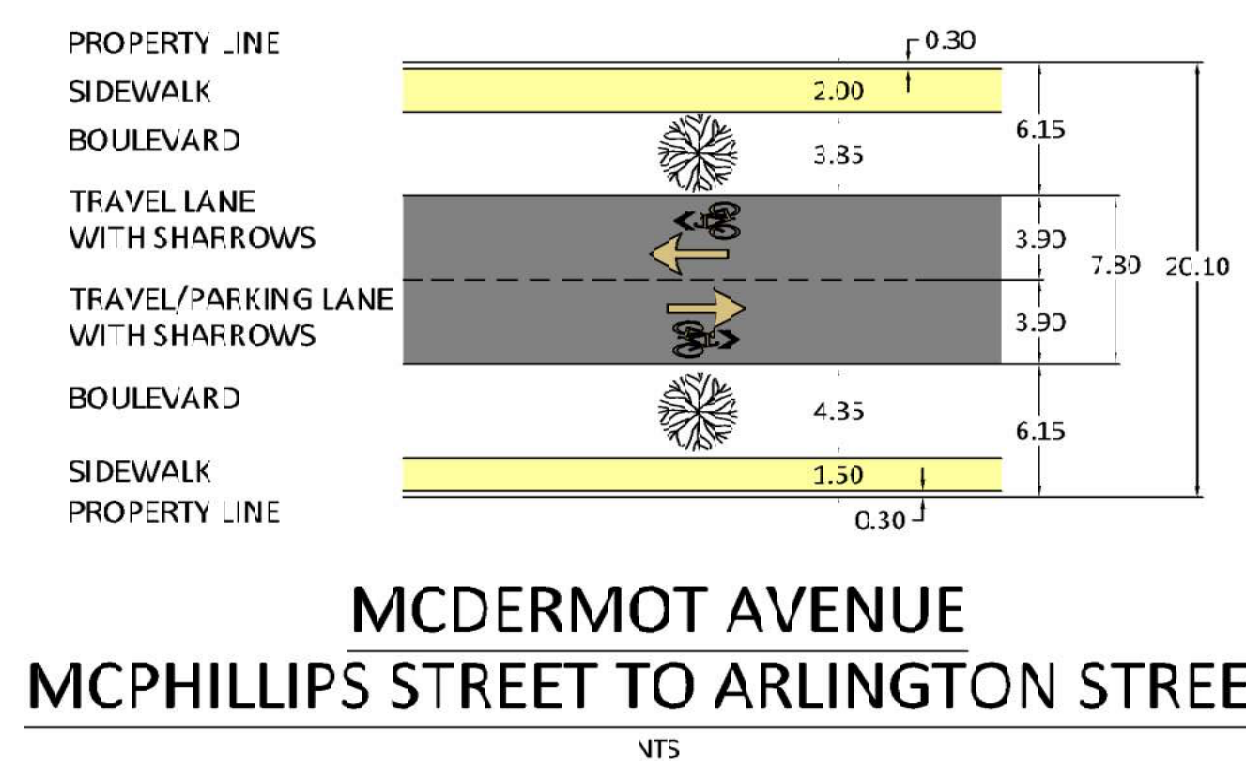 PROPERTY LINE
0.30
SIDEWALK
2.00
BOULEVARD
6.15
3.85
TRAVEL LANE
WITH SHARROWS
3.90
7.80
20.10
TRAVEL/PARKING LANE
WITH SHARROWS
3.90
BOULEVARD
4.35
6.15
SIDEWALK
1.50
PROPERTY LINE
0.30
MCDERMOT AVENUE
MCPHILLIPS STREET TO ARLINGTON STREE
NTS